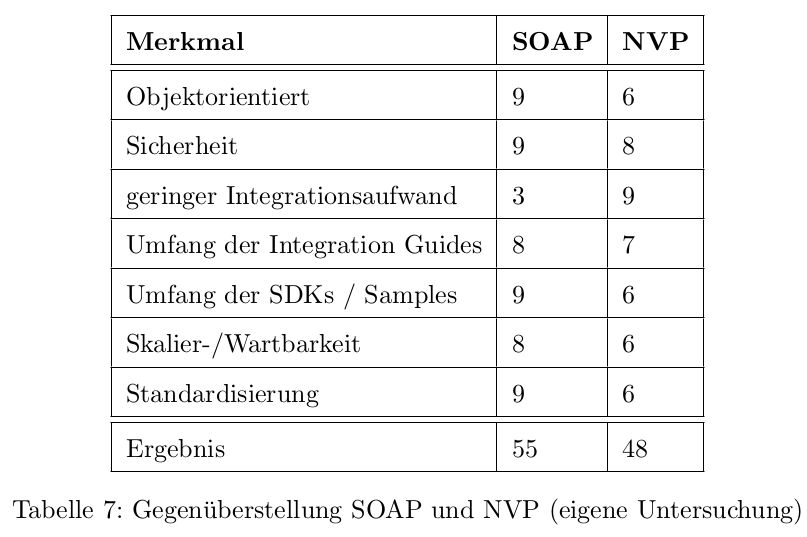 Merkmal SOAP NVP
Objektorientiert 9 6
Sicherheit 9 8
geringer Integrationsaufwand 3 9
Umfang der Integration Guides 8 7
Umfang der SDKs / Samples 9 6
Skalier-/Wartbarkeit 8 6
Standardisierung 9 6
Ergebnis 55 48
Tabelle 7: Gegenüberstellung SOAP und NVP (eigene Untersuchung)